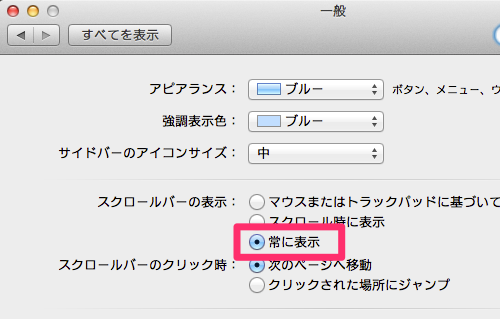 一般
すべてを表示
アピアランス： ブルー ボタン、メニュー、ウ
強調表示色： ブルー
サイドバーのアイコンサイズ： 中
スクロールバーの表示： マウスまたはトラックパッドに基づいて
スクロール時に表示
常に表示
スクロールバーのクリック時： 次のページへ移動
クリックされた場所にジャンプ